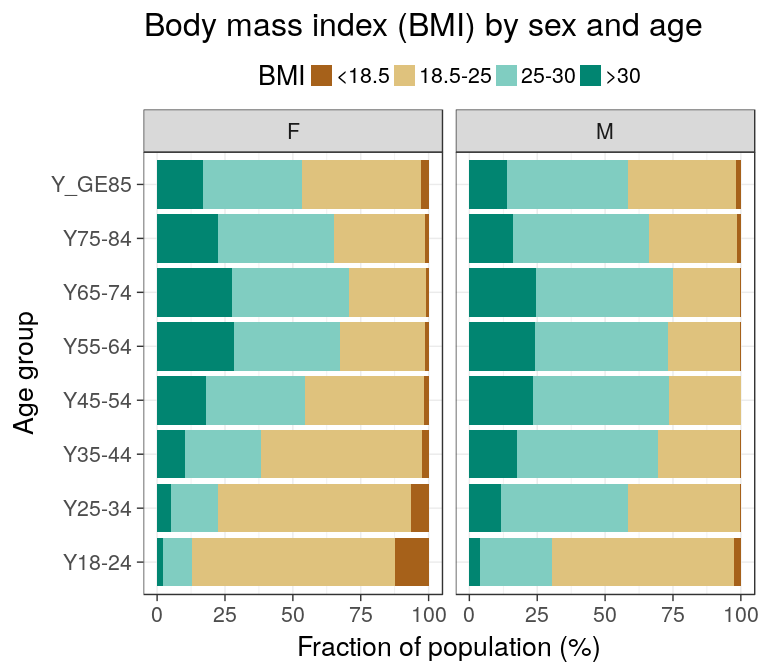 Body mass index (BMI) by sex and age
BMI <18.5 18.5-25 25-30 >30
F M
Y_GE85
Y75-84
Y65-74
Y55-64
Y45-54
Y35-44
Y25-34
Y18-24
Age group
0 25 50 75 100 0 25 50 75 100
Fraction of population (%)